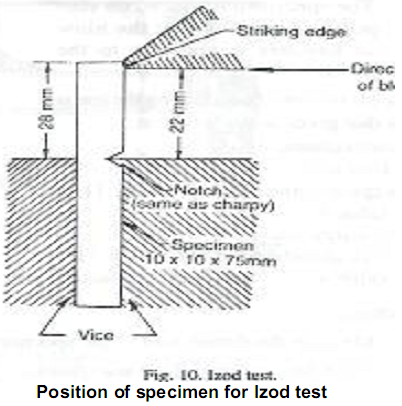 Striking edge
Direc
of bl
28 mm
22 mm
Notch
(same as charpy)
Specimen
10 x 10 x 75mm
Vice
Fig. 10. Izod test.
Position of specimen for Izod test